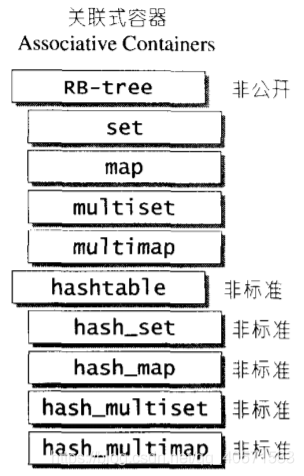 关联式容器
Associative Containers
RB-tree 非公开
set
map
multiset
multimap
hashtable 非标准
hash_set 非标准
hash_map 非标准
hash_multiset 非标准
hash_multimap 非标准